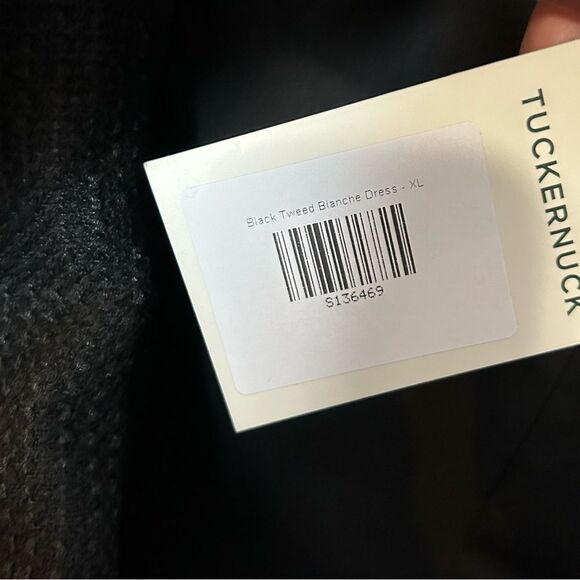 Black Tweed Blanche Dress - XL
S136469
TUCKERNUCK